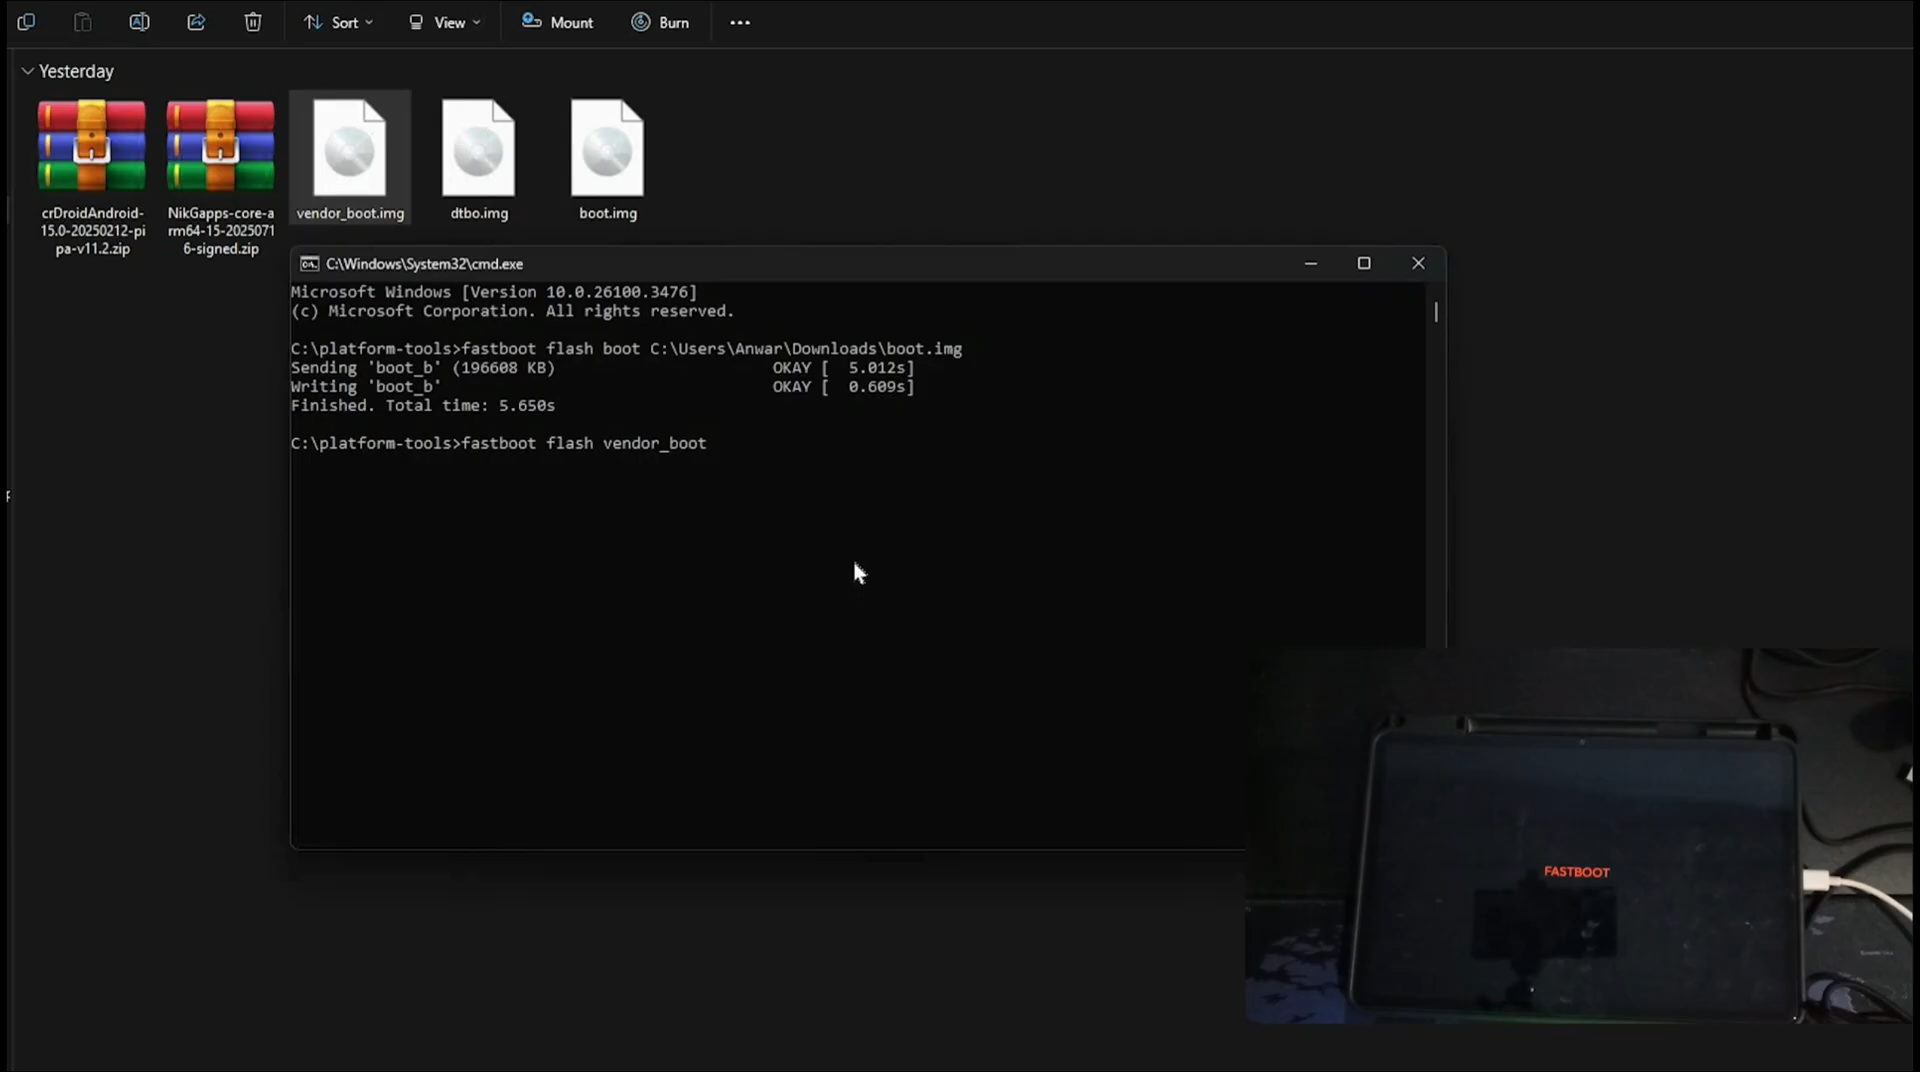 Sort
View
Mount
Burn
Yesterday
crDroidAndroid-
15.0-20250212-pi
pa-v11.2.zip
NikGapps-core-a
rm64-15-2025071
6-signed.zip
vendor_boot.img
dtbo.img
boot.img
C:\Windows\System32\cmd.exe
Microsoft Windows [Version 10.0.26100.3476]
(c) Microsoft Corporation. All rights reserved.
C:\platform-tools>fastboot flash boot C:\Users\Anwar\Downloads\boot.img
Sending 'boot_b' (196608 KB) OKAY [ 5.012s]
Writing 'boot_b' OKAY [ 0.609s]
Finished. Total time: 5.650s
C:\platform-tools>fastboot flash vendor_boot
FASTBOOT